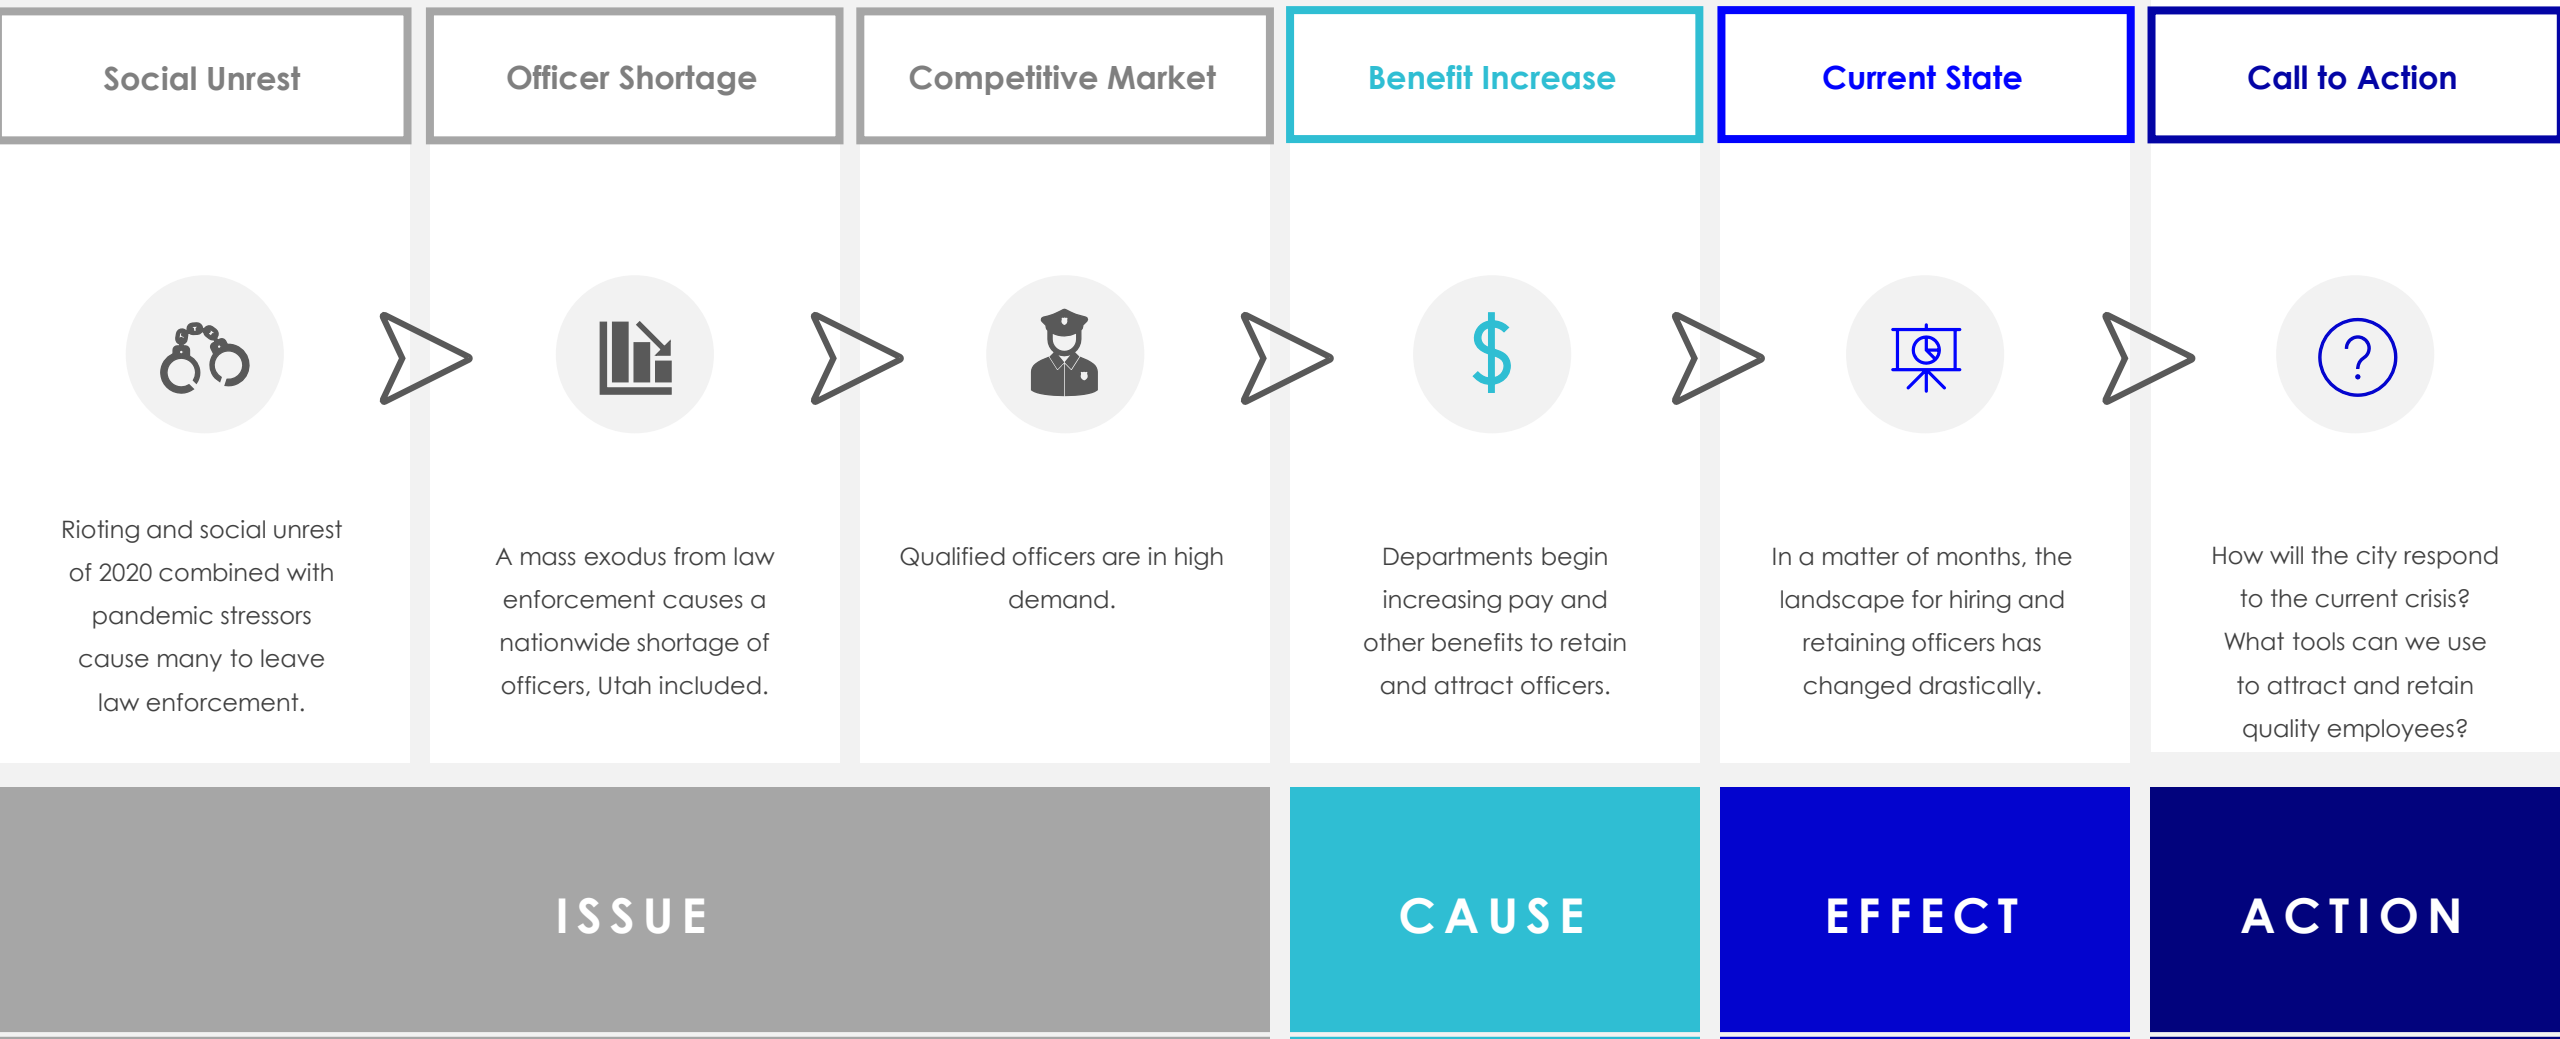 Social Unrest
Officer Shortage
Competitive Market
Benefit Increase
Current State
Call to Action
Rioting and social unrest
of 2020 combined with
pandemic stressors
cause many to leave
law enforcement.
A mass exodus from law
enforcement causes a
nationwide shortage of
officers, Utah included.
Qualified officers are in high
demand.
Departments begin
increasing pay and
other benefits to retain
and attract officers.
In a matter of months, the
landscape for hiring and
retaining officers has
changed drastically.
How will the city respond
to the current crisis?
What tools can we use
to attract and retain
quality employees?
ISSUE
CAUSE
EFFECT
ACTION